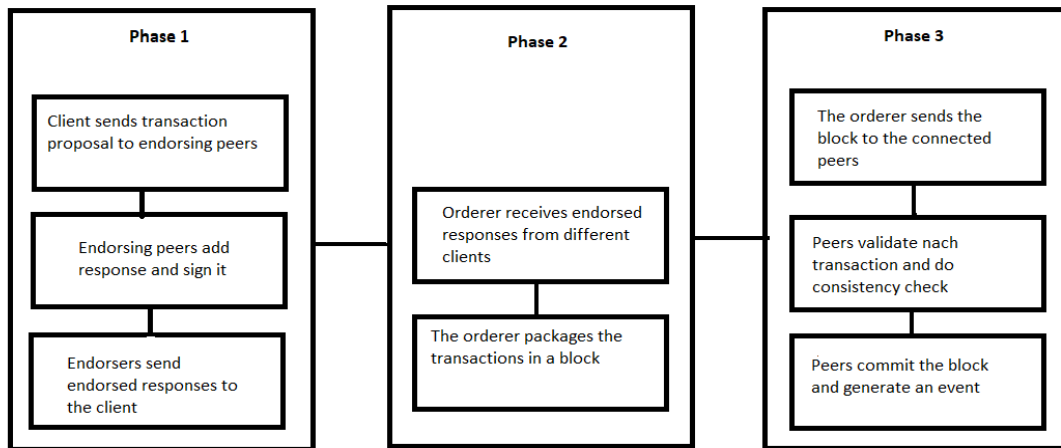 Phase 1
Client sends transaction
proposal to endorsing peers
Endorsing peers add
response and sign it
Endorsers send
endorsed responses to
the client
Phase 2
Orderer receives endorsed
responses from different
clients
The orderer packages the
transactions in a block
Phase 3
The orderer sends the
block to the connected
peers
Peers validate nach
transaction and do
consistency check
Peers commit the block
and generate an event